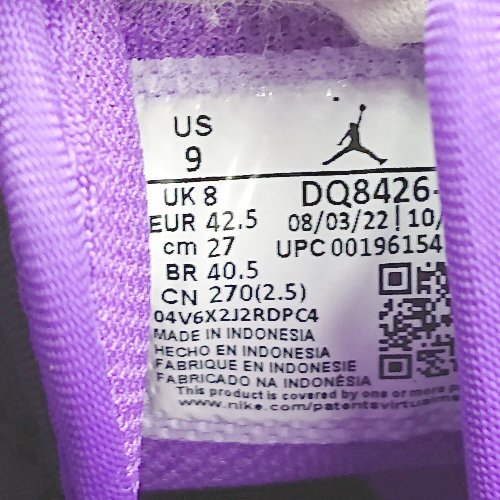 US
9
UK 8
DQ8426-
EUR 42.5
08/03/22 | 10/
cm 27
UPC 00196154
BR 40.5
CN 270(2.5)
04V6X2J2RDPC4
MADE IN INDONESIA
HECHO EN INDONESIA
FABRIQUE EN INDONESIE
FABRICADO NA INDONÉSIA
This product is covered by one or more
www.nike.com/patents